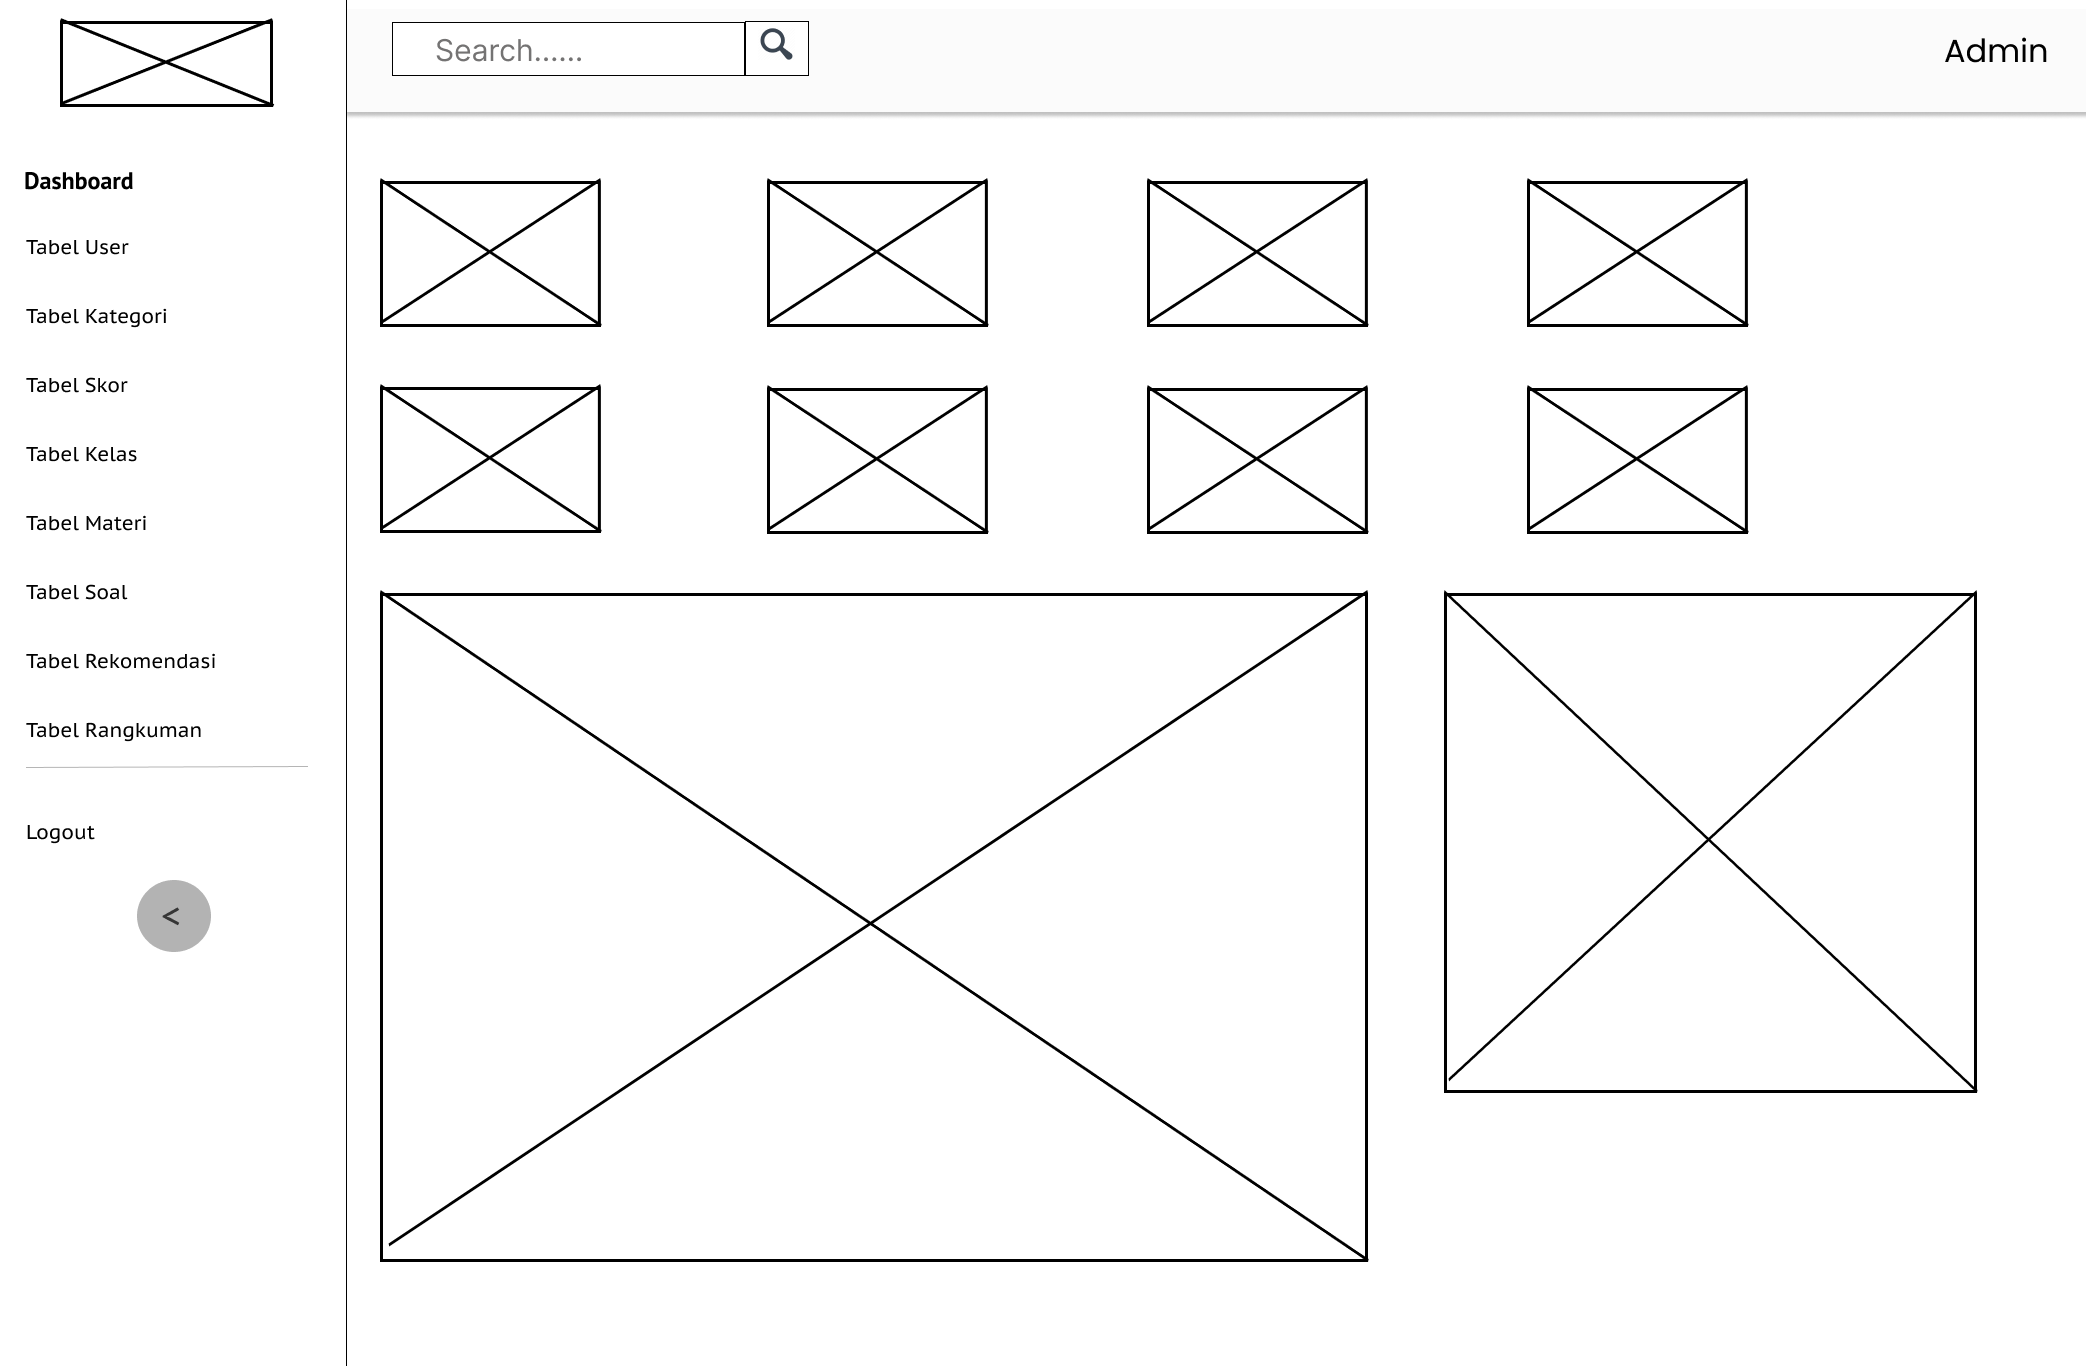 Search......
Admin
Dashboard
Tabel User
Tabel Kategori
Tabel Skor
Tabel Kelas
Tabel Materi
Tabel Soal
Tabel Rekomendasi
Tabel Rangkuman
Logout
<